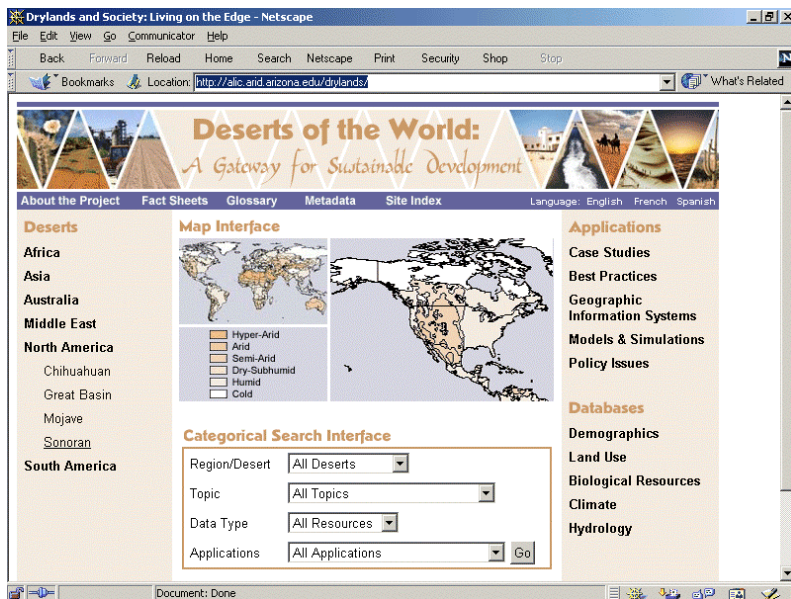 Drylands and Society: Living on the Edge - Netscape
File Edit View Go Communicator Help
Back Forward Reload Home Search Netscape Print Security Shop Stop
Bookmarks Location: http://alic.arid.arizona.edu/drylands/ What's Related
Deserts of the World:
A Gateway for Sustainable Development
About the Project Fact Sheets Glossary Metadata Site Index Language: English French Spanish
Deserts
Africa
Asia
Australia
Middle East
North America
Chihuahuan
Great Basin
Mojave
Sonoran
South America
Map Interface
Hyper-Arid
Arid
Semi-Arid
Dry-Subhumid
Humid
Cold
Categorical Search Interface
Region/Desert All Deserts
Topic All Topics
Data Type All Resources
Applications All Applications Go
Applications
Case Studies
Best Practices
Geographic
Information Systems
Models & Simulations
Policy Issues
Databases
Demographics
Land Use
Biological Resources
Climate
Hydrology
Document: Done